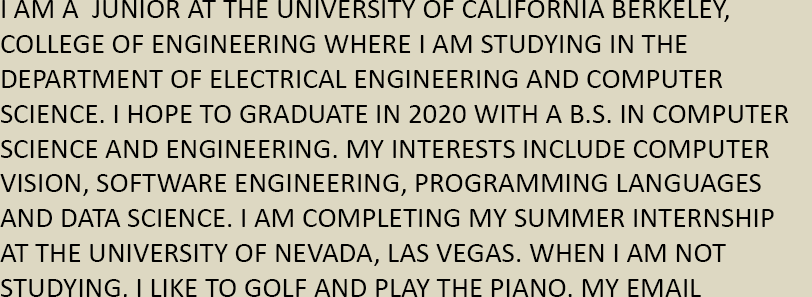 I AM A  JUNIOR AT THE UNIVERSITY OF CALIFORNIA BERKELEY,
COLLEGE OF ENGINEERING WHERE I AM STUDYING IN THE
DEPARTMENT OF ELECTRICAL ENGINEERING AND COMPUTER
SCIENCE. I HOPE TO GRADUATE IN 2020 WITH A B.S. IN COMPUTER
SCIENCE AND ENGINEERING. MY INTERESTS INCLUDE COMPUTER
VISION, SOFTWARE ENGINEERING, PROGRAMMING LANGUAGES
AND DATA SCIENCE. I AM COMPLETING MY SUMMER INTERNSHIP
AT THE UNIVERSITY OF NEVADA, LAS VEGAS. WHEN I AM NOT
STUDYING, I LIKE TO GOLF AND PLAY THE PIANO. MY EMAIL